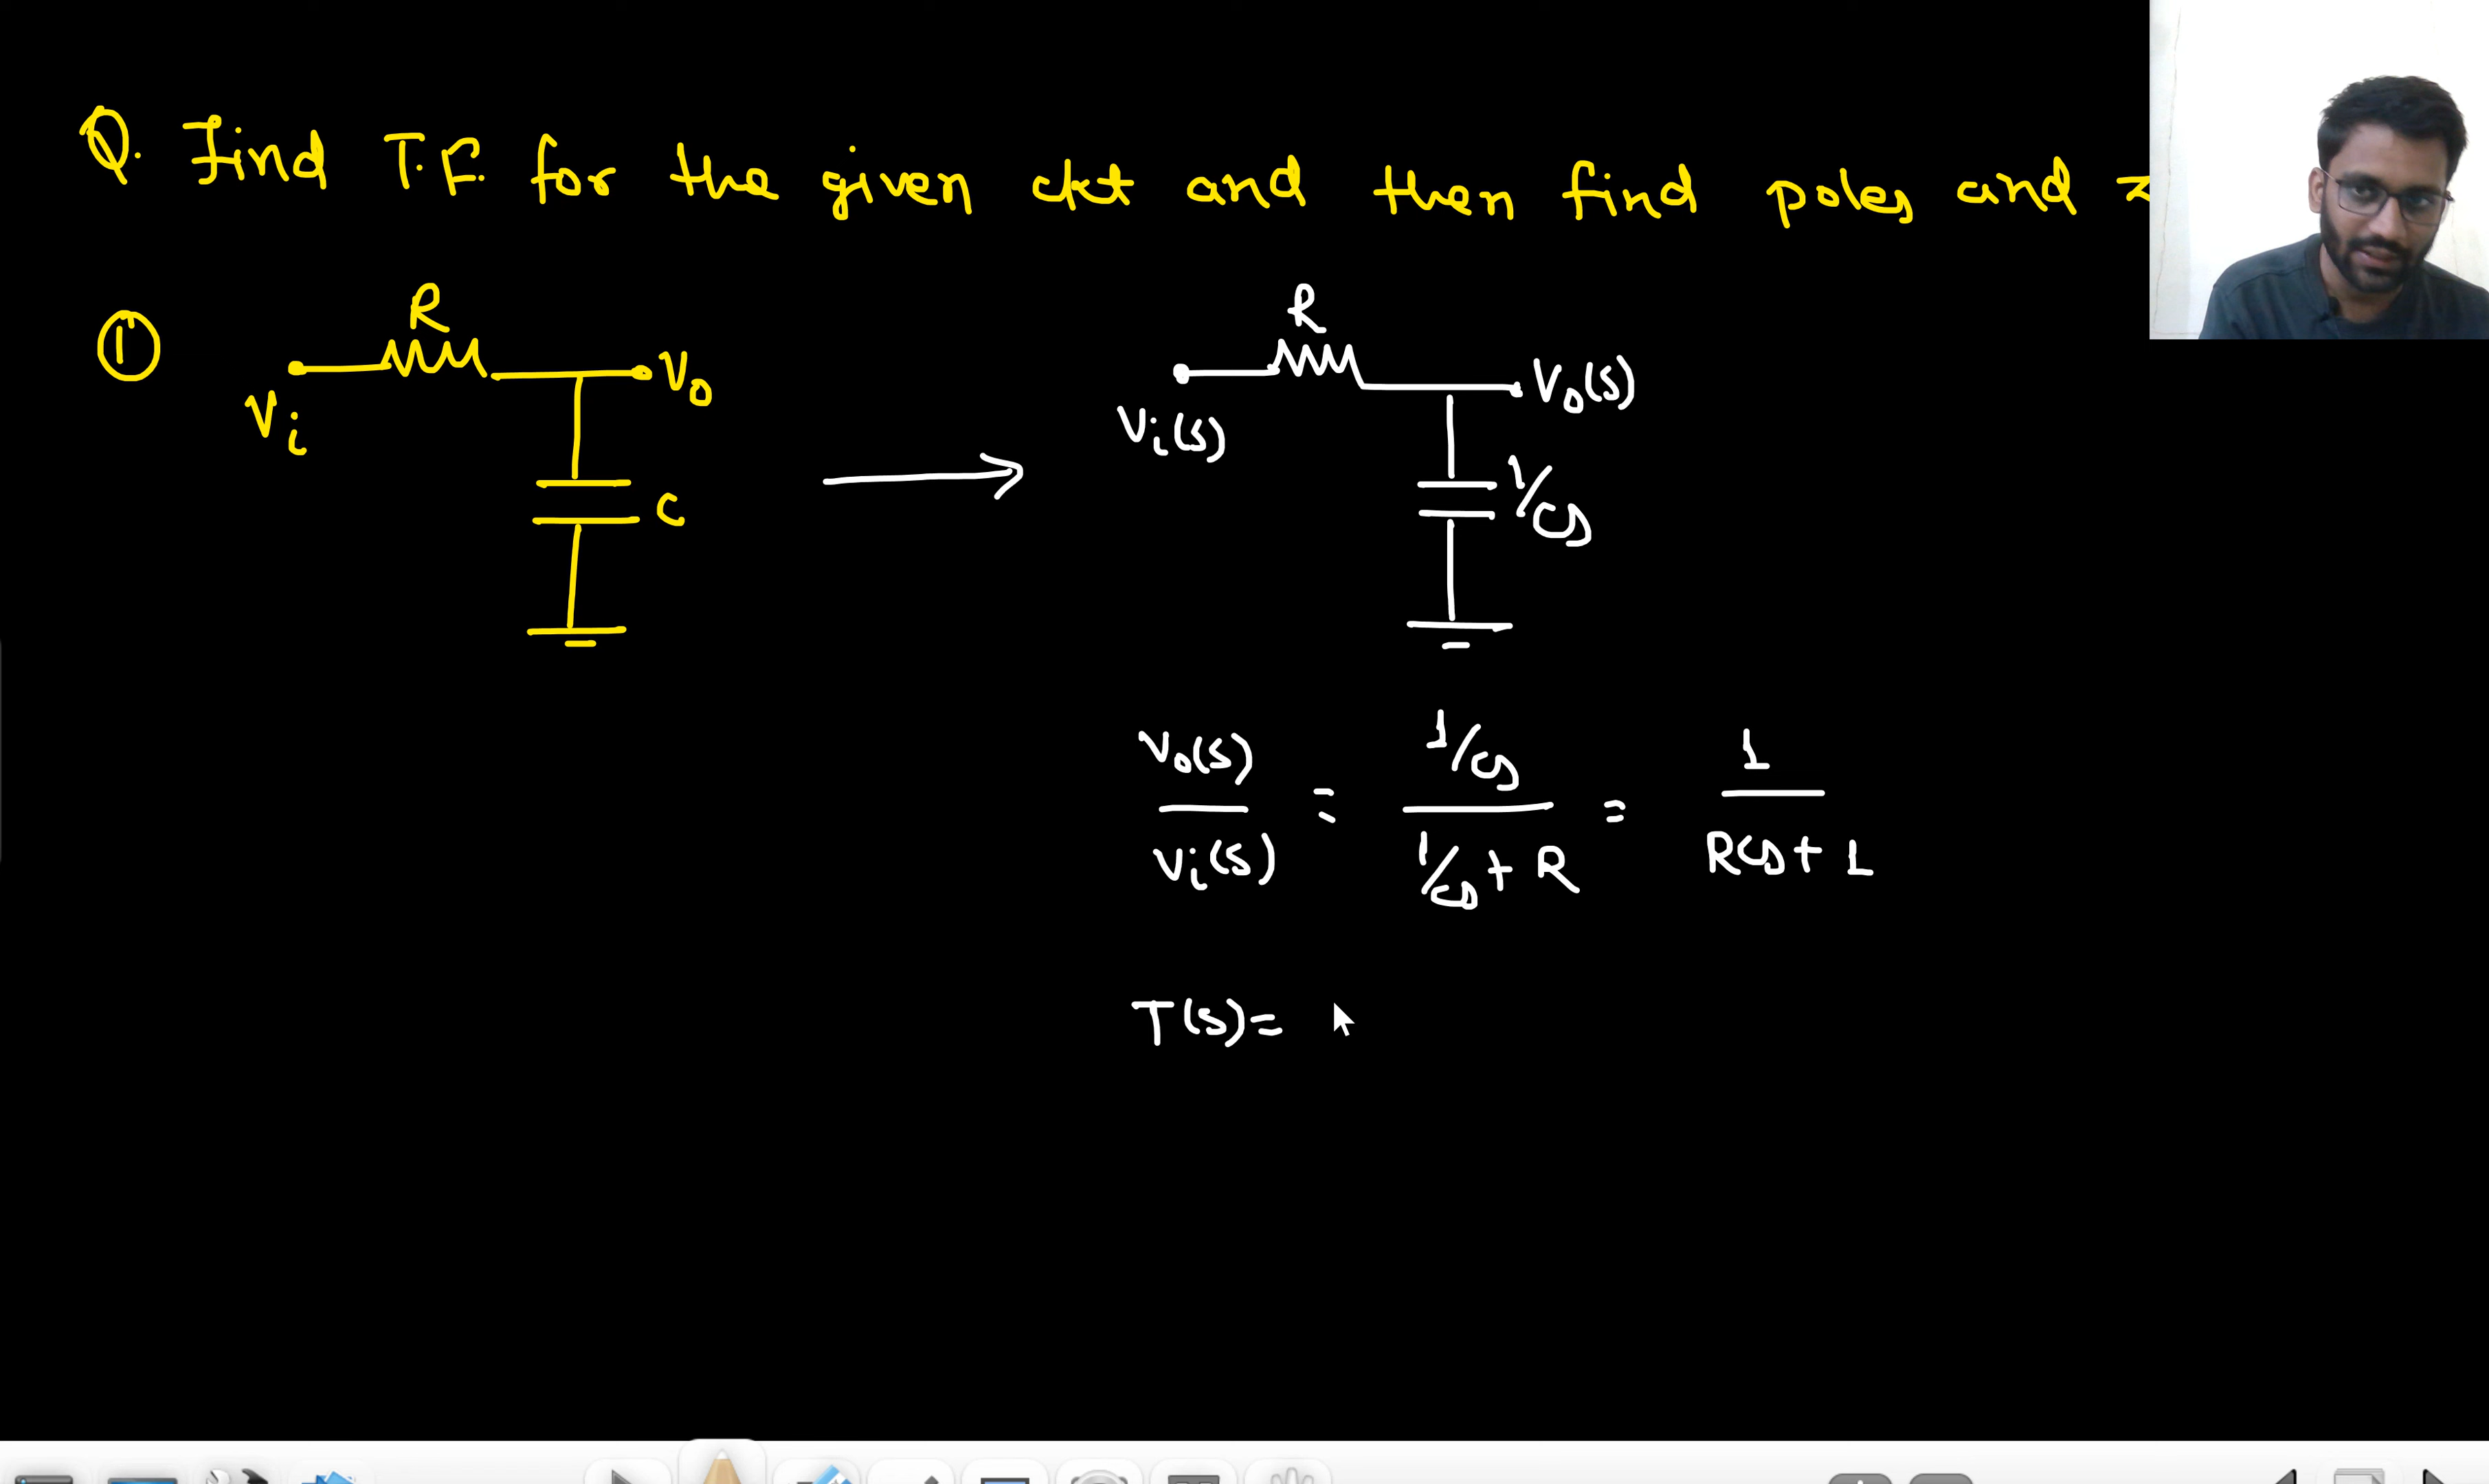 Q. Find T.F. for the given ckt and then find poles and z
① R R
Vi Vo Vi(s) Vo(s)
C 1/Cs
Vo(s)/Vi(s) = (1/Cs)/(1/Cs + R) = 1/(RCs + 1)
T(s) =